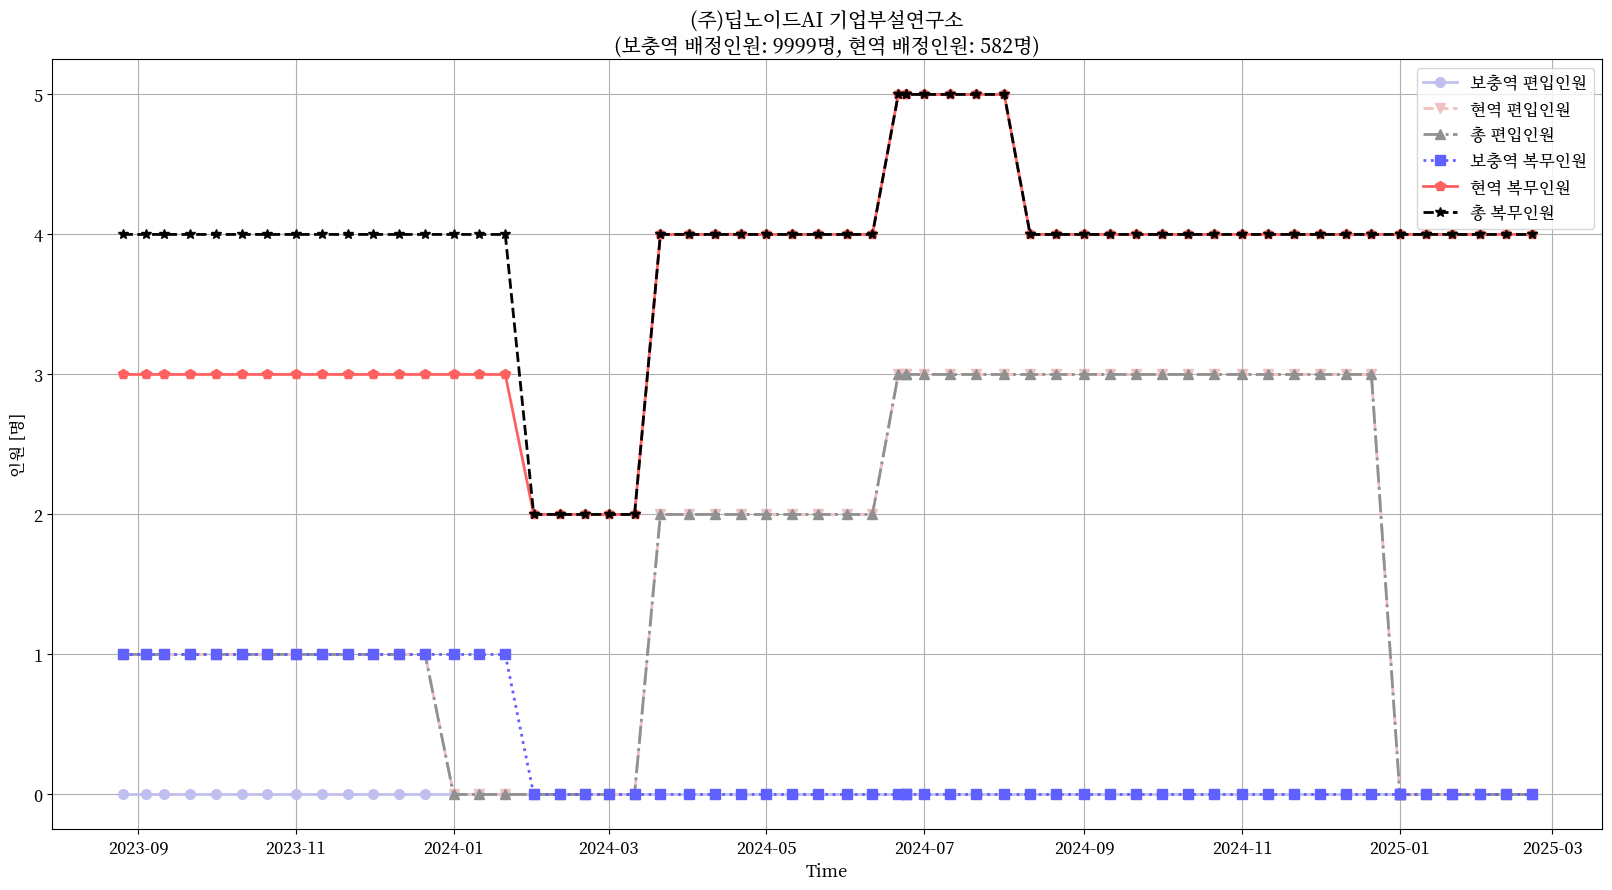 (주)딥노이드AI 기업부설연구소
(보충역 배정인원: 9999명, 현역 배정인원: 582명)
보충역 편입인원
현역 편입인원
총 편입인원
보충역 복무인원
현역 복무인원
총 복무인원
인원 [명]
5
4
3
2
1
0
2023-09 2023-11 2024-01 2024-03 2024-05 2024-07 2024-09 2024-11 2025-01 2025-03
Time